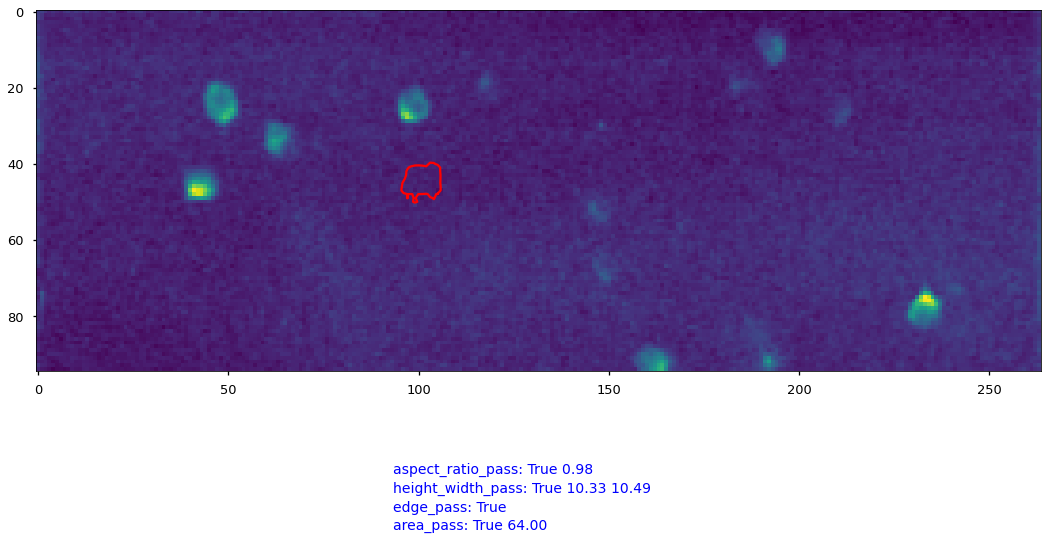 0
20
40
60
80
0 50 100 150 200 250
aspect_ratio_pass: True 0.98
height_width_pass: True 10.33 10.49
edge_pass: True
area_pass: True 64.00